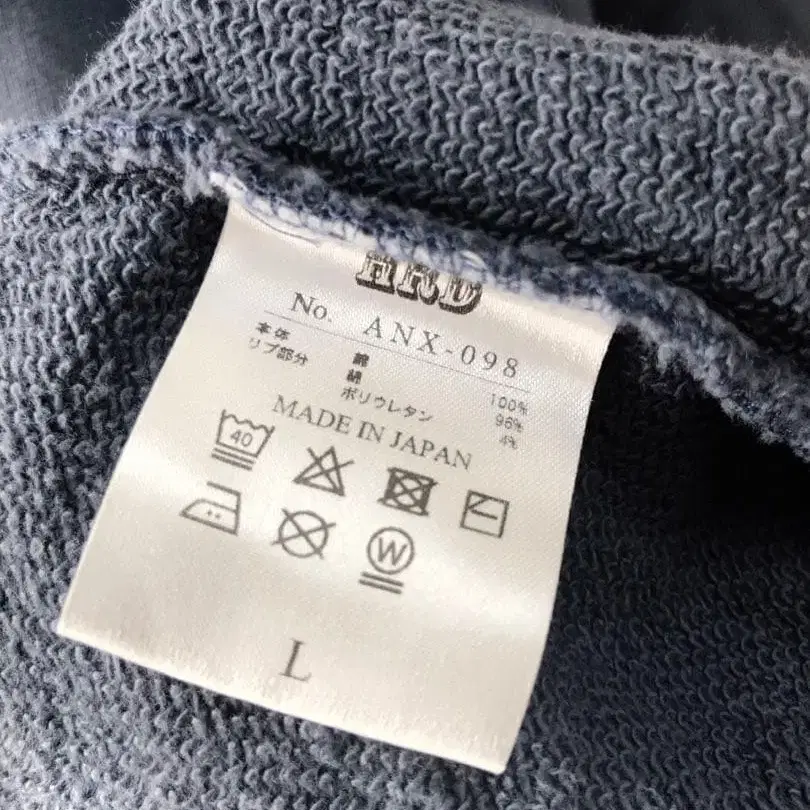 HRD
No. ANX-098
本体 綿 100%
リブ部分 綿 96%
ポリウレタン 4%
MADE IN JAPAN
40
W
L